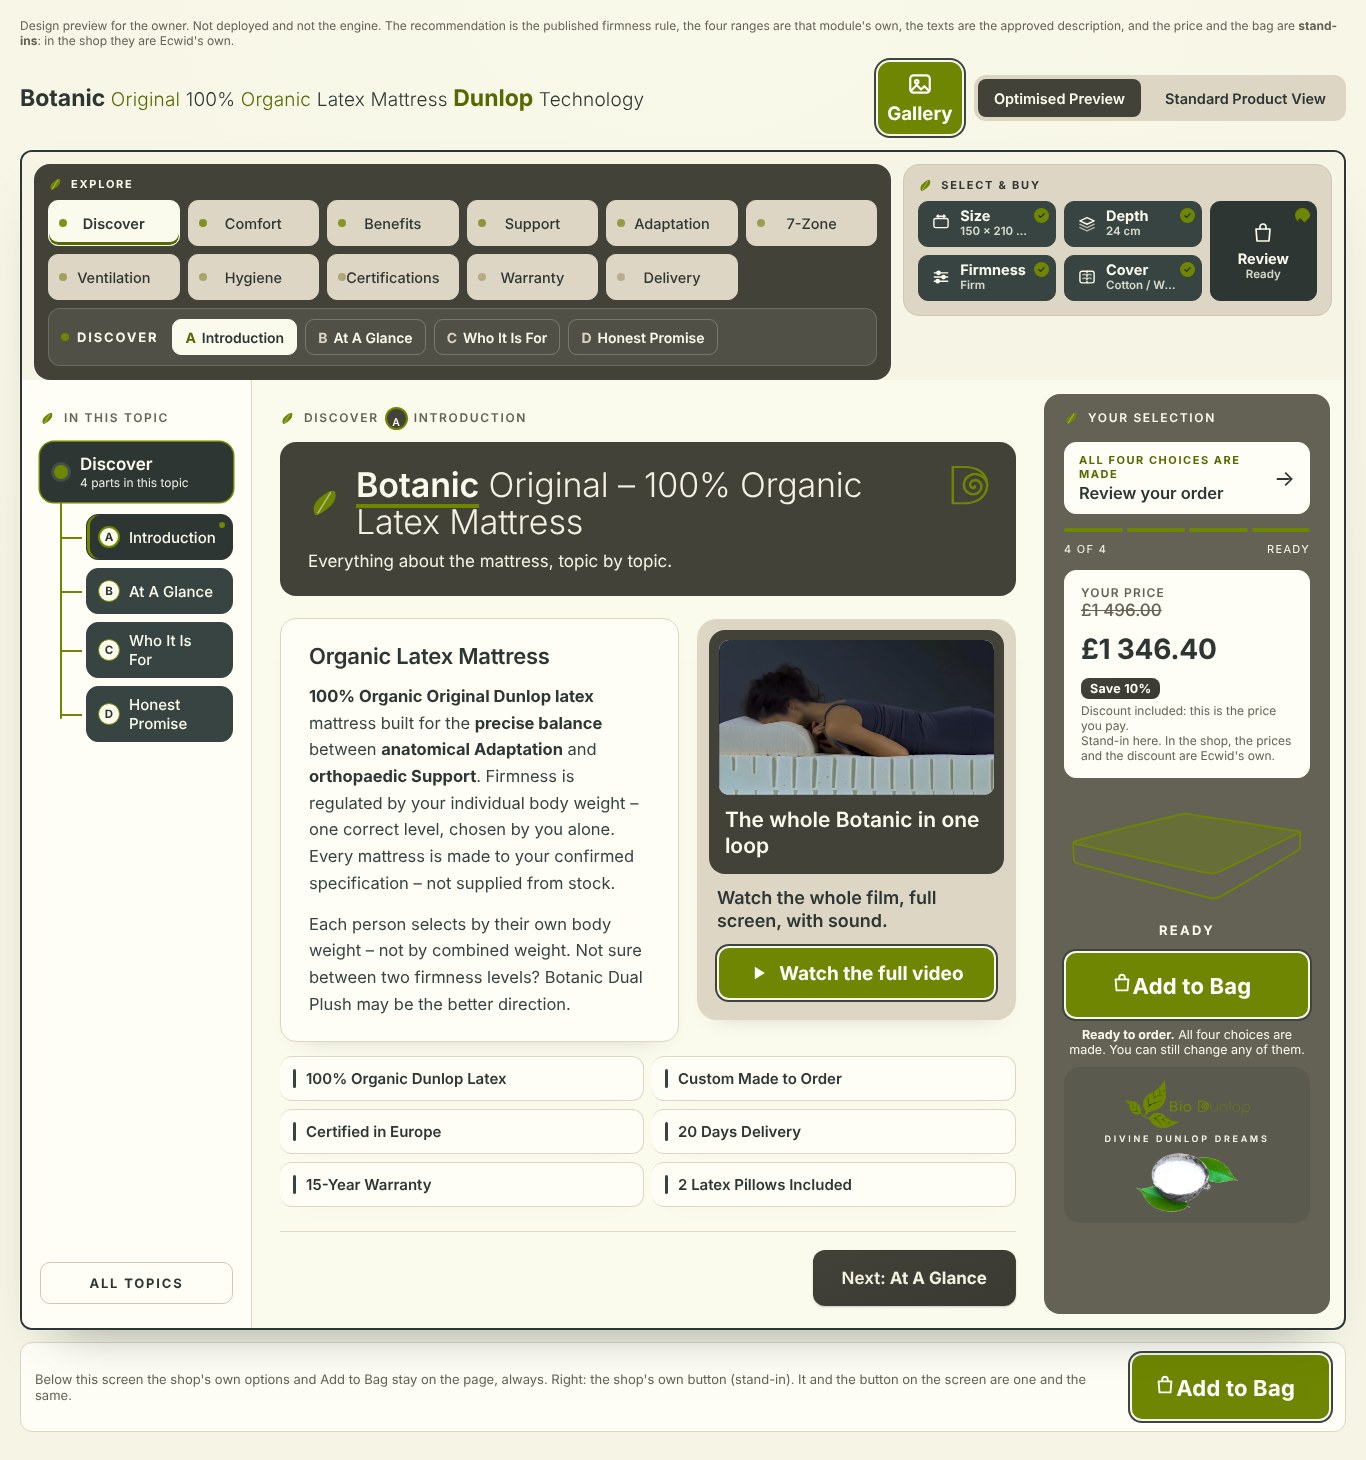 Design preview for the owner. Not deployed and not the engine. The recommendation is the published firmness rule, the four ranges are that module's own, the texts are the approved description, and the price and the bag are stand-
ins: in the shop they are Ecwid's own.
Botanic Original 100% Organic Latex Mattress Dunlop Technology
Gallery
Optimised Preview
Standard Product View
EXPLORE
Discover
Comfort
Benefits
Support
Adaptation
7-Zone
Ventilation
Hygiene
Certifications
Warranty
Delivery
DISCOVER
A Introduction
B At A Glance
C Who It Is For
D Honest Promise
SELECT & BUY
Size
150 × 210 ...
Depth
24 cm
Firmness
Firm
Cover
Cotton / W...
Review
Ready
IN THIS TOPIC
Discover
4 parts in this topic
A Introduction
B At A Glance
C Who It Is
For
D Honest
Promise
ALL TOPICS
DISCOVER A INTRODUCTION
Botanic Original – 100% Organic
Latex Mattress
Everything about the mattress, topic by topic.
Organic Latex Mattress
100% Organic Original Dunlop latex
mattress built for the precise balance
between anatomical Adaptation and
orthopaedic Support. Firmness is
regulated by your individual body weight –
one correct level, chosen by you alone.
Every mattress is made to your confirmed
specification – not supplied from stock.
Each person selects by their own body
weight – not by combined weight. Not sure
between two firmness levels? Botanic Dual
Plush may be the better direction.
The whole Botanic in one
loop
Watch the whole film, full
screen, with sound.
Watch the full video
100% Organic Dunlop Latex
Custom Made to Order
Certified in Europe
20 Days Delivery
15-Year Warranty
2 Latex Pillows Included
Next: At A Glance
YOUR SELECTION
ALL FOUR CHOICES ARE
MADE
Review your order
4 OF 4
READY
YOUR PRICE
£1 496.00
£1 346.40
Save 10%
Discount included: this is the price
you pay.
Stand-in here. In the shop, the prices
and the discount are Ecwid's own.
READY
Add to Bag
Ready to order. All four choices are
made. You can still change any of them.
Bio Dunlop
DIVINE DUNLOP DREAMS
Below this screen the shop's own options and Add to Bag stay on the page, always. Right: the shop's own button (stand-in). It and the button on the screen are one and the
same.
Add to Bag